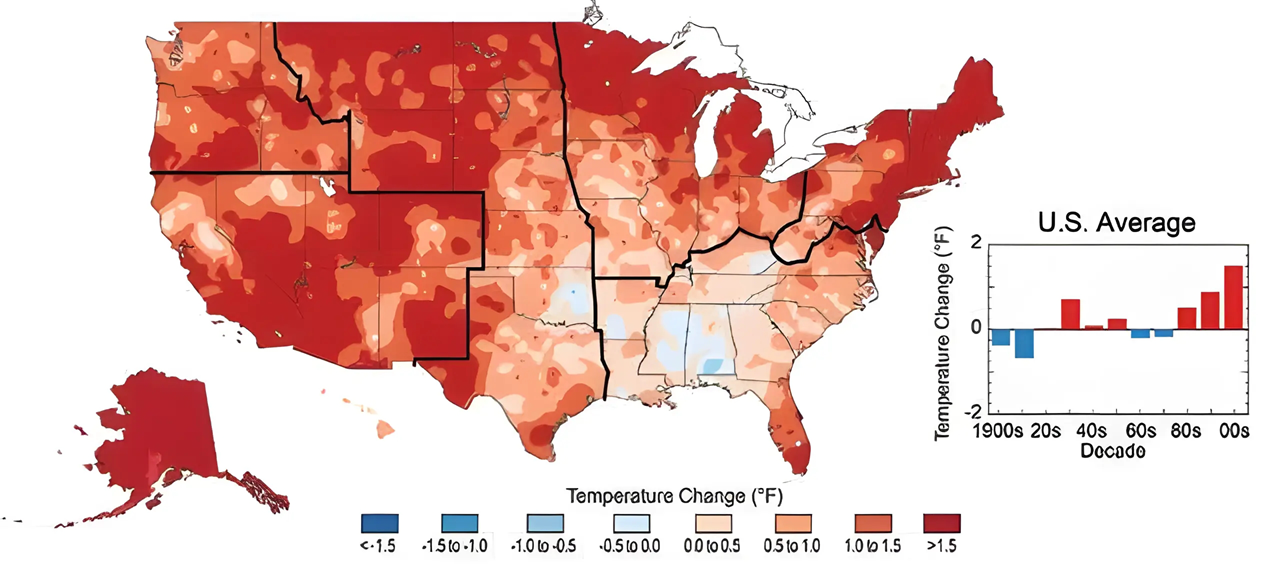 U.S. Average
Temperature Change (°F)
2
0
-2
1900s 20s 40s 60s 80s 00s
Decade
Temperature Change (°F)
<-1.5 -1.5 to -1.0 -1.0 to -0.5 -0.5 to 0.0 0.0 to 0.5 0.5 to 1.0 1.0 to 1.5 >1.5